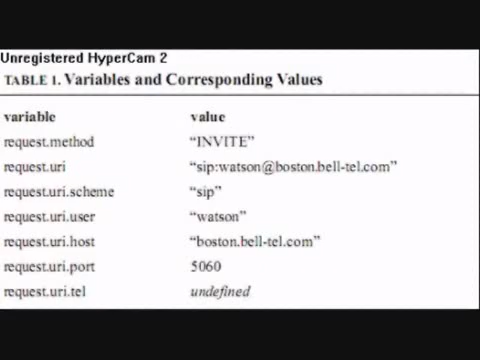 Unregistered HyperCam 2
TABLE 1. Variables and Corresponding Values
variable value
request.method “INVITE”
request.uri “sip:watson@boston.bell-tel.com”
request.uri.scheme “sip”
request.uri.user “watson”
request.uri.host “boston.bell-tel.com”
request.uri.port 5060
request.uri.tel undefined